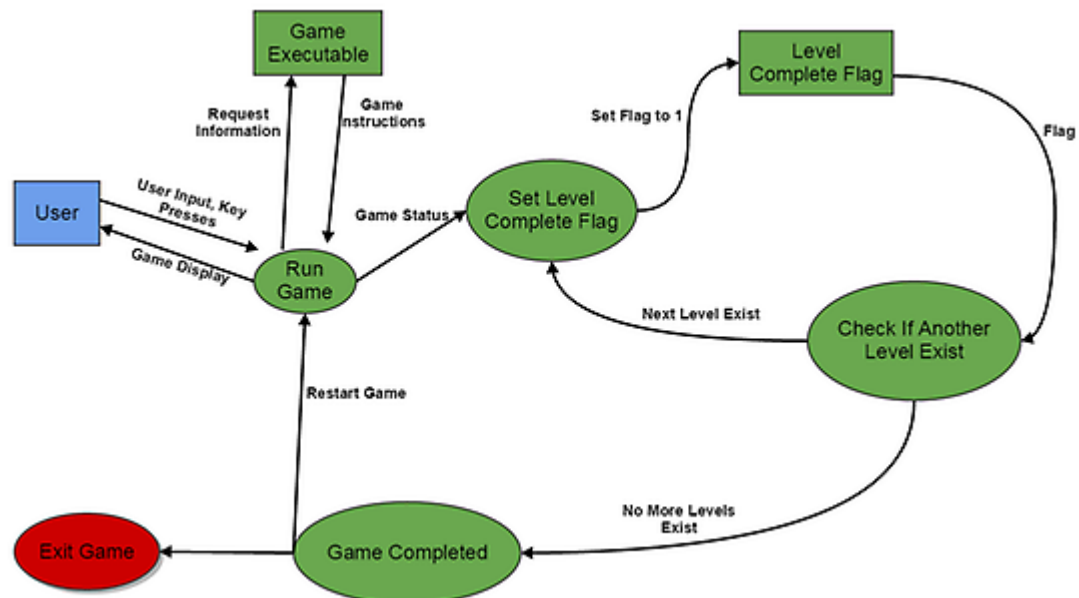 Game
Executable
Level
Complete Flag
Request
Information
Game
nstructions
Set Flag to 1
Flag
User
User Input, Key
Presses
Game Display
Game Status
Set Level
Complete Flag
Run
Game
Next Level Exist
Check If Another
Level Exist
Restart Game
No More Levels
Exist
Exit Game
Game Completed